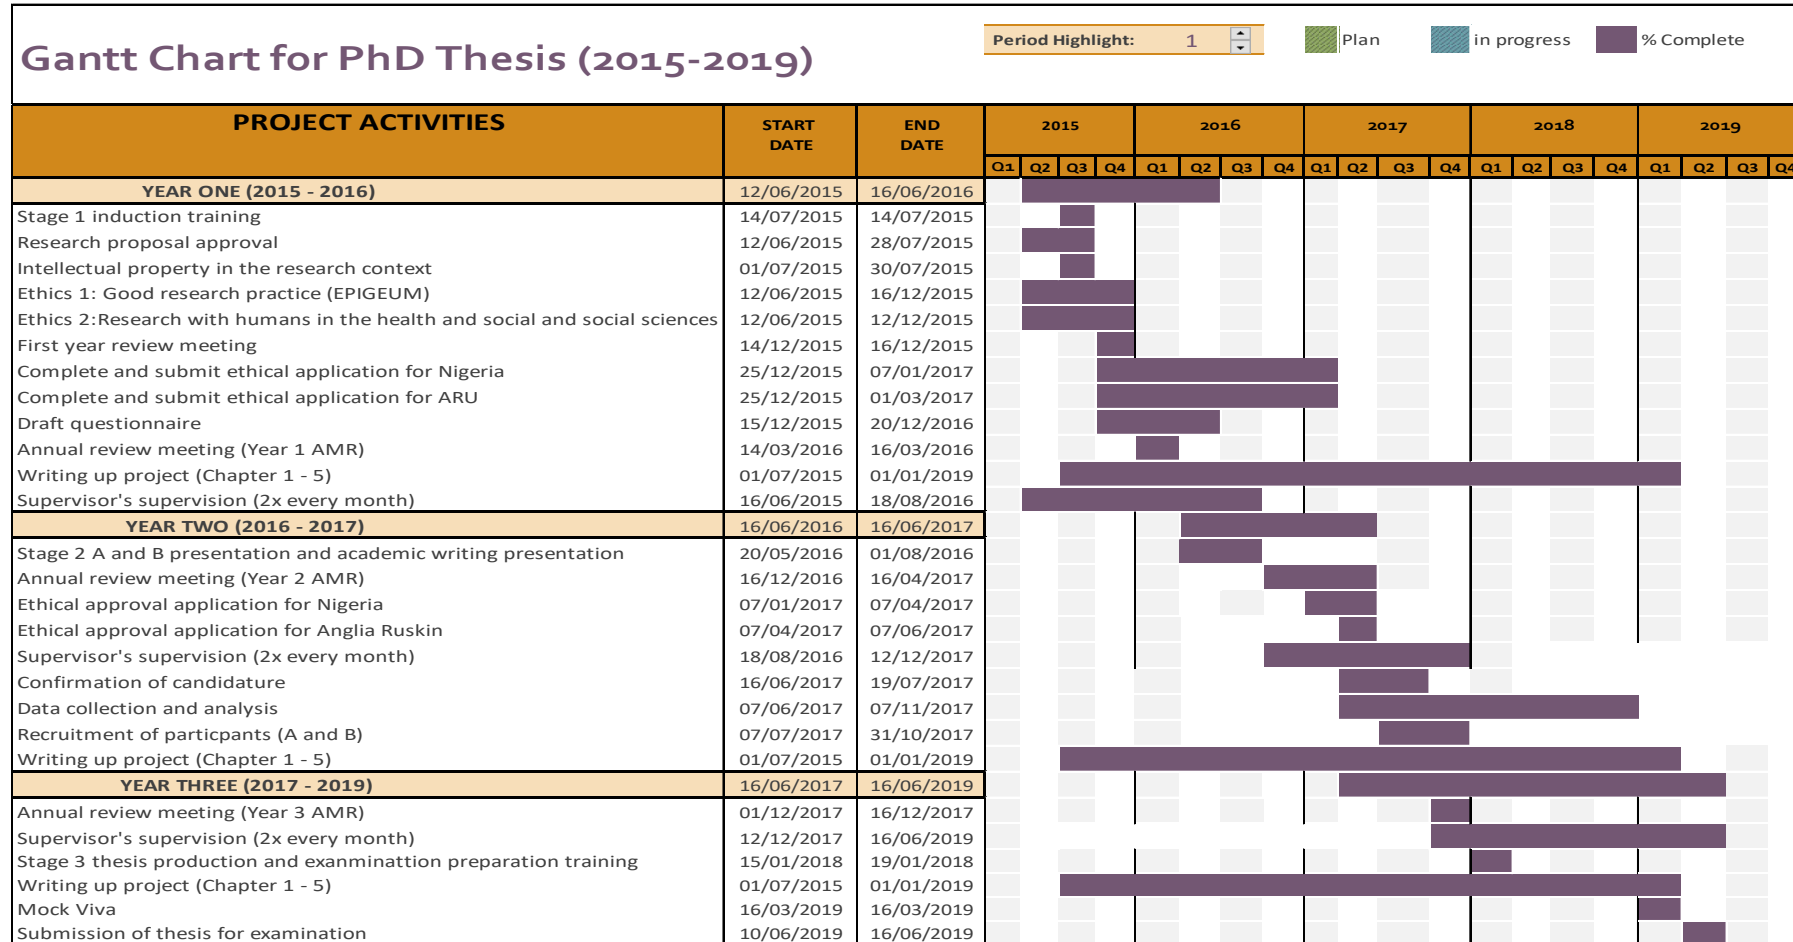 Gantt Chart for PhD Thesis (2015-2019)
Period Highlight: 1 Plan in progress % Complete
PROJECT ACTIVITIES START DATE END DATE 2015 2016 2017 2018 2019
Q1 Q2 Q3 Q4 Q1 Q2 Q3 Q4 Q1 Q2 Q3 Q4 Q1 Q2 Q3 Q4 Q1 Q2 Q3 Q4
YEAR ONE (2015 - 2016) 12/06/2015 16/06/2016
Stage 1 induction training 14/07/2015 14/07/2015
Research proposal approval 12/06/2015 28/07/2015
Intellectual property in the research context 01/07/2015 30/07/2015
Ethics 1: Good research practice (EPIGEUM) 12/06/2015 16/12/2015
Ethics 2:Research with humans in the health and social and social sciences 12/06/2015 12/12/2015
First year review meeting 14/12/2015 16/12/2015
Complete and submit ethical application for Nigeria 25/12/2015 07/01/2017
Complete and submit ethical application for ARU 25/12/2015 01/03/2017
Draft questionnaire 15/12/2015 20/12/2016
Annual review meeting (Year 1 AMR) 14/03/2016 16/03/2016
Writing up project (Chapter 1 - 5) 01/07/2015 01/01/2019
Supervisor's supervision (2x every month) 16/06/2015 18/08/2016
YEAR TWO (2016 - 2017) 16/06/2016 16/06/2017
Stage 2 A and B presentation and academic writing presentation 20/05/2016 01/08/2016
Annual review meeting (Year 2 AMR) 16/12/2016 16/04/2017
Ethical approval application for Nigeria 07/01/2017 07/04/2017
Ethical approval application for Anglia Ruskin 07/04/2017 07/06/2017
Supervisor's supervision (2x every month) 18/08/2016 12/12/2017
Confirmation of candidature 16/06/2017 19/07/2017
Data collection and analysis 07/06/2017 07/11/2017
Recruitment of particpants (A and B) 07/07/2017 31/10/2017
Writing up project (Chapter 1 - 5) 01/07/2015 01/01/2019
YEAR THREE (2017 - 2019) 16/06/2017 16/06/2019
Annual review meeting (Year 3 AMR) 01/12/2017 16/12/2017
Supervisor's supervision (2x every month) 12/12/2017 16/06/2019
Stage 3 thesis production and exanminattion preparation training 15/01/2018 19/01/2018
Writing up project (Chapter 1 - 5) 01/07/2015 01/01/2019
Mock Viva 16/03/2019 16/03/2019
Submission of thesis for examination 10/06/2019 16/06/2019